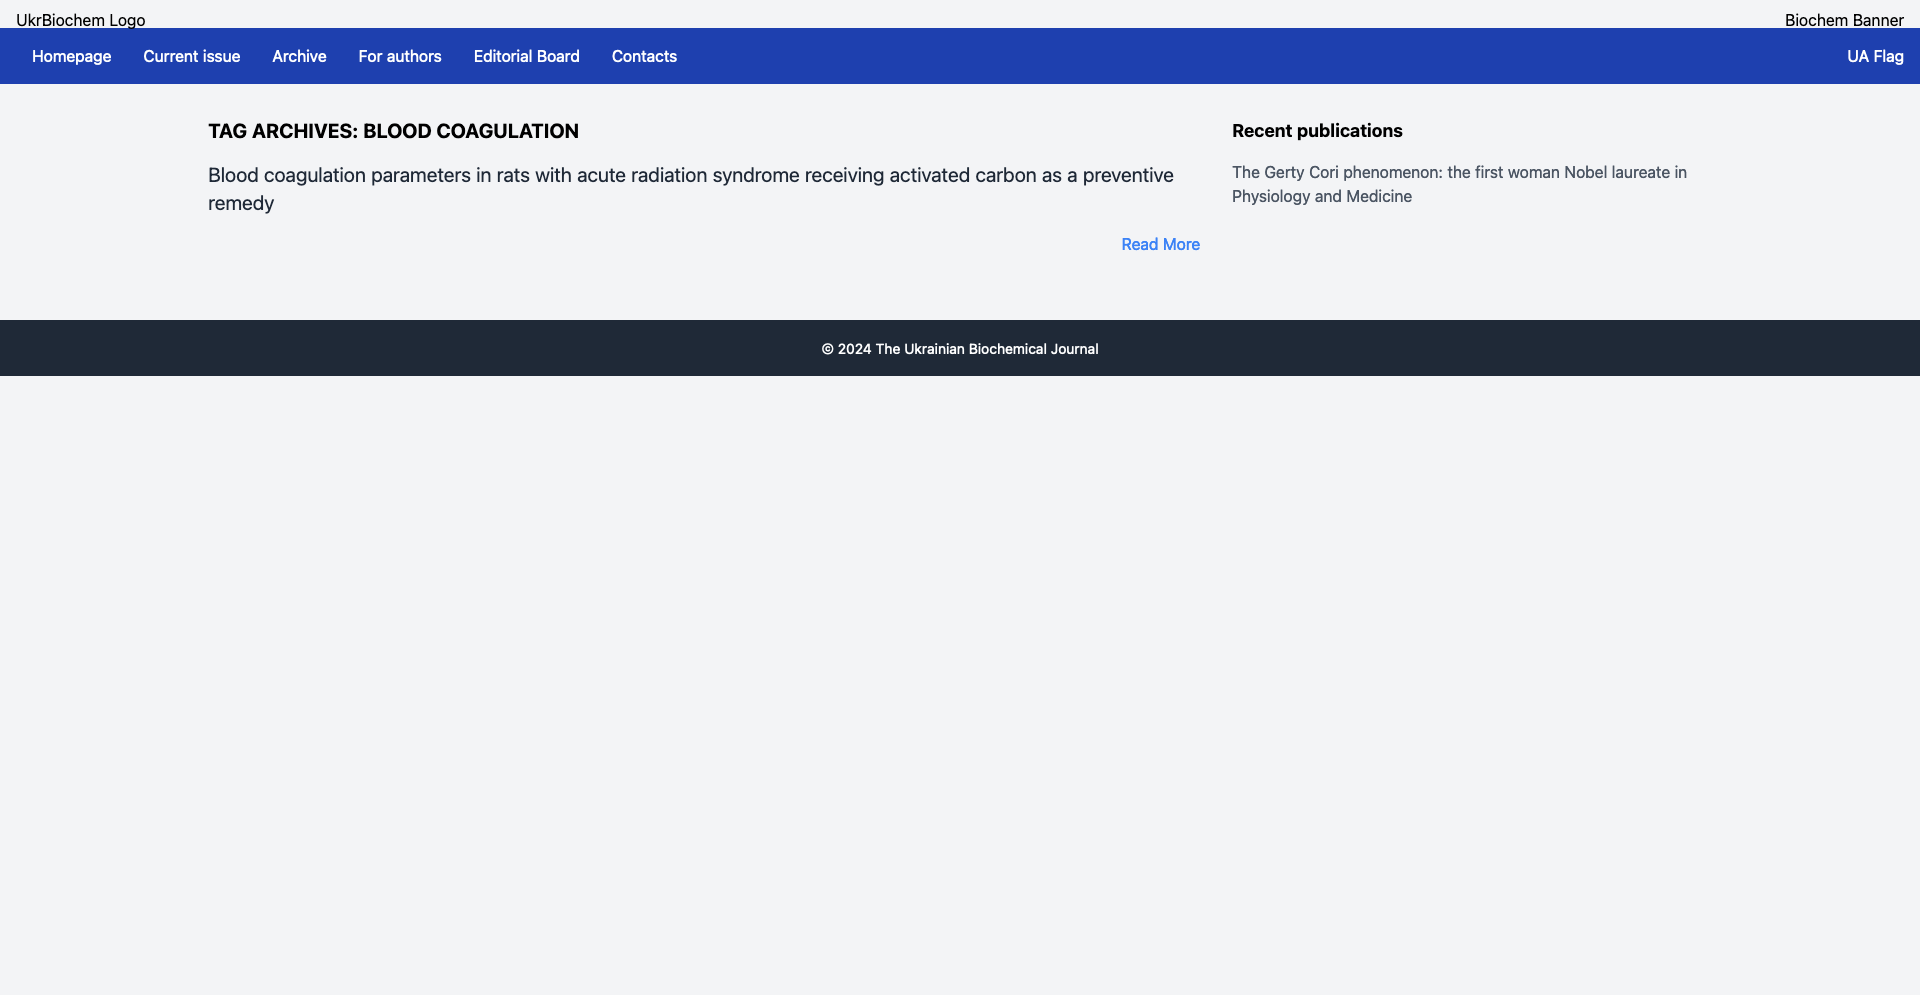 UkrBiochem Logo
Biochem Banner
Homepage
Current issue
Archive
For authors
Editorial Board
Contacts
UA Flag
TAG ARCHIVES: BLOOD COAGULATION
Blood coagulation parameters in rats with acute radiation syndrome receiving activated carbon as a preventive
remedy
Read More
Recent publications
The Gerty Cori phenomenon: the first woman Nobel laureate in
Physiology and Medicine
© 2024 The Ukrainian Biochemical Journal